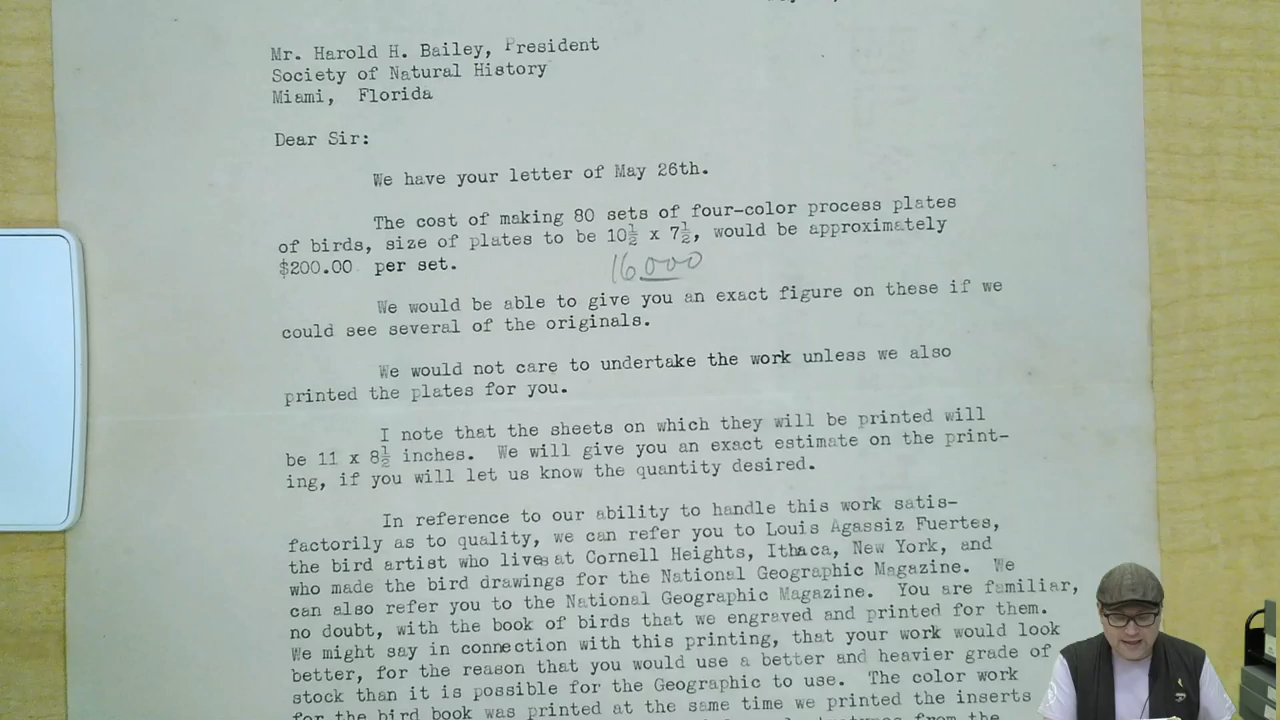 Mr. Harold H. Bailey, President
Society of Natural History
Miami, Florida
Dear Sir:
We have your letter of May 26th.
The cost of making 80 sets of four-color process plates
of birds, size of plates to be 10½ x 7½, would be approximately
$200.00 per set.
16000
We would be able to give you an exact figure on these if we
could see several of the originals.
We would not care to undertake the work unless we also
printed the plates for you.
I note that the sheets on which they will be printed will
be 11 x 8½ inches. We will give you an exact estimate on the print-
ing, if you will let us know the quantity desired.
In reference to our ability to handle this work satis-
factorily as to quality, we can refer you to Louis Agassiz Fuertes,
the bird artist who lives at Cornell Heights, Ithaca, New York, and
who made the bird drawings for the National Geographic Magazine. We
can also refer you to the National Geographic Magazine. You are familiar,
no doubt, with the book of birds that we engraved and printed for them.
We might say in connection with this printing, that your work would look
better, for the reason that you would use a better and heavier grade of
stock than it is possible for the Geographic to use. The color work
for the bird book was printed at the same time we printed the inserts
from the